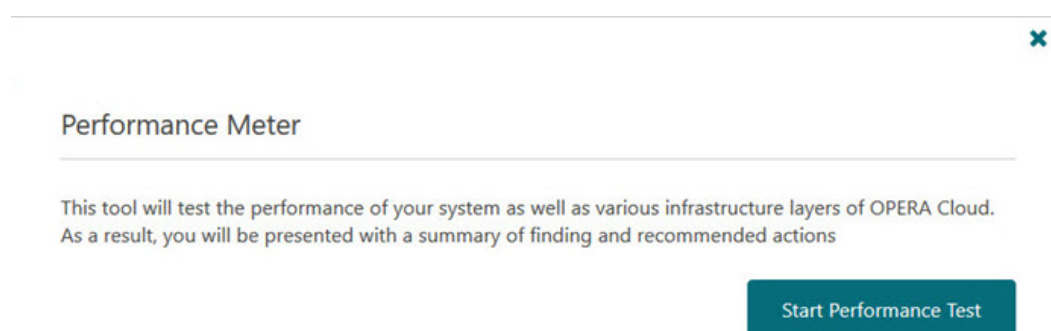 Performance Meter
This tool will test the performance of your system as well as various infrastructure layers of OPERA Cloud.
As a result, you will be presented with a summary of finding and recommended actions
Start Performance Test